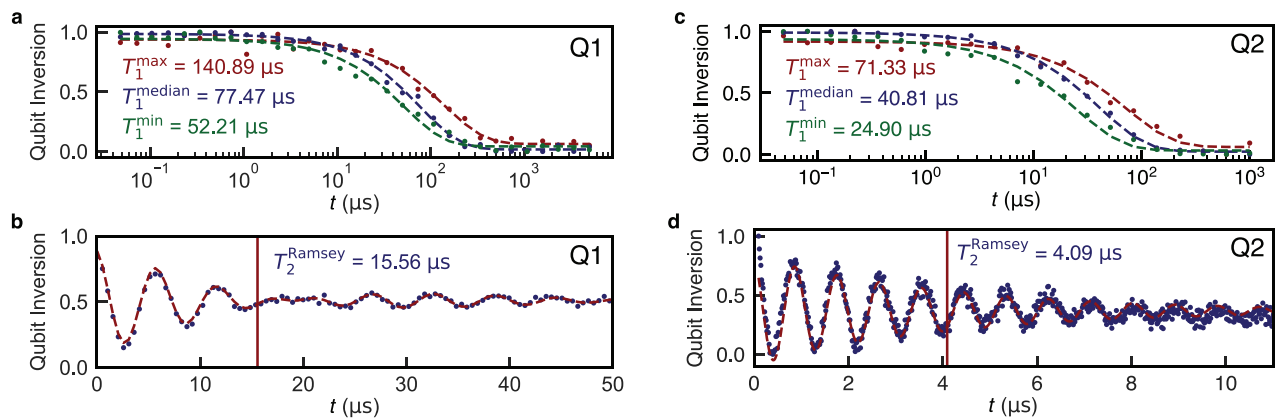 a
Qubit Inversion
1.0
0.5
0.0
Q1
T₁ᵐᵃˣ = 140.89 μs
T₁ᵐᵉᵈⁱᵃⁿ = 77.47 μs
T₁ᵐⁱⁿ = 52.21 μs
10⁻¹ 10⁰ 10¹ 10² 10³
t (μs)
b
Qubit Inversion
1.0
0.5
0.0
Q1
T₂ᴿᵃᵐˢᵉʸ = 15.56 μs
0 10 20 30 40 50
t (μs)
c
Qubit Inversion
1.0
0.5
0.0
Q2
T₁ᵐᵃˣ = 71.33 μs
T₁ᵐᵉᵈⁱᵃⁿ = 40.81 μs
T₁ᵐⁱⁿ = 24.90 μs
10⁻¹ 10⁰ 10¹ 10² 10³
t (μs)
d
Qubit Inversion
1.0
0.5
0.0
Q2
T₂ᴿᵃᵐˢᵉʸ = 4.09 μs
0 2 4 6 8 10
t (μs)